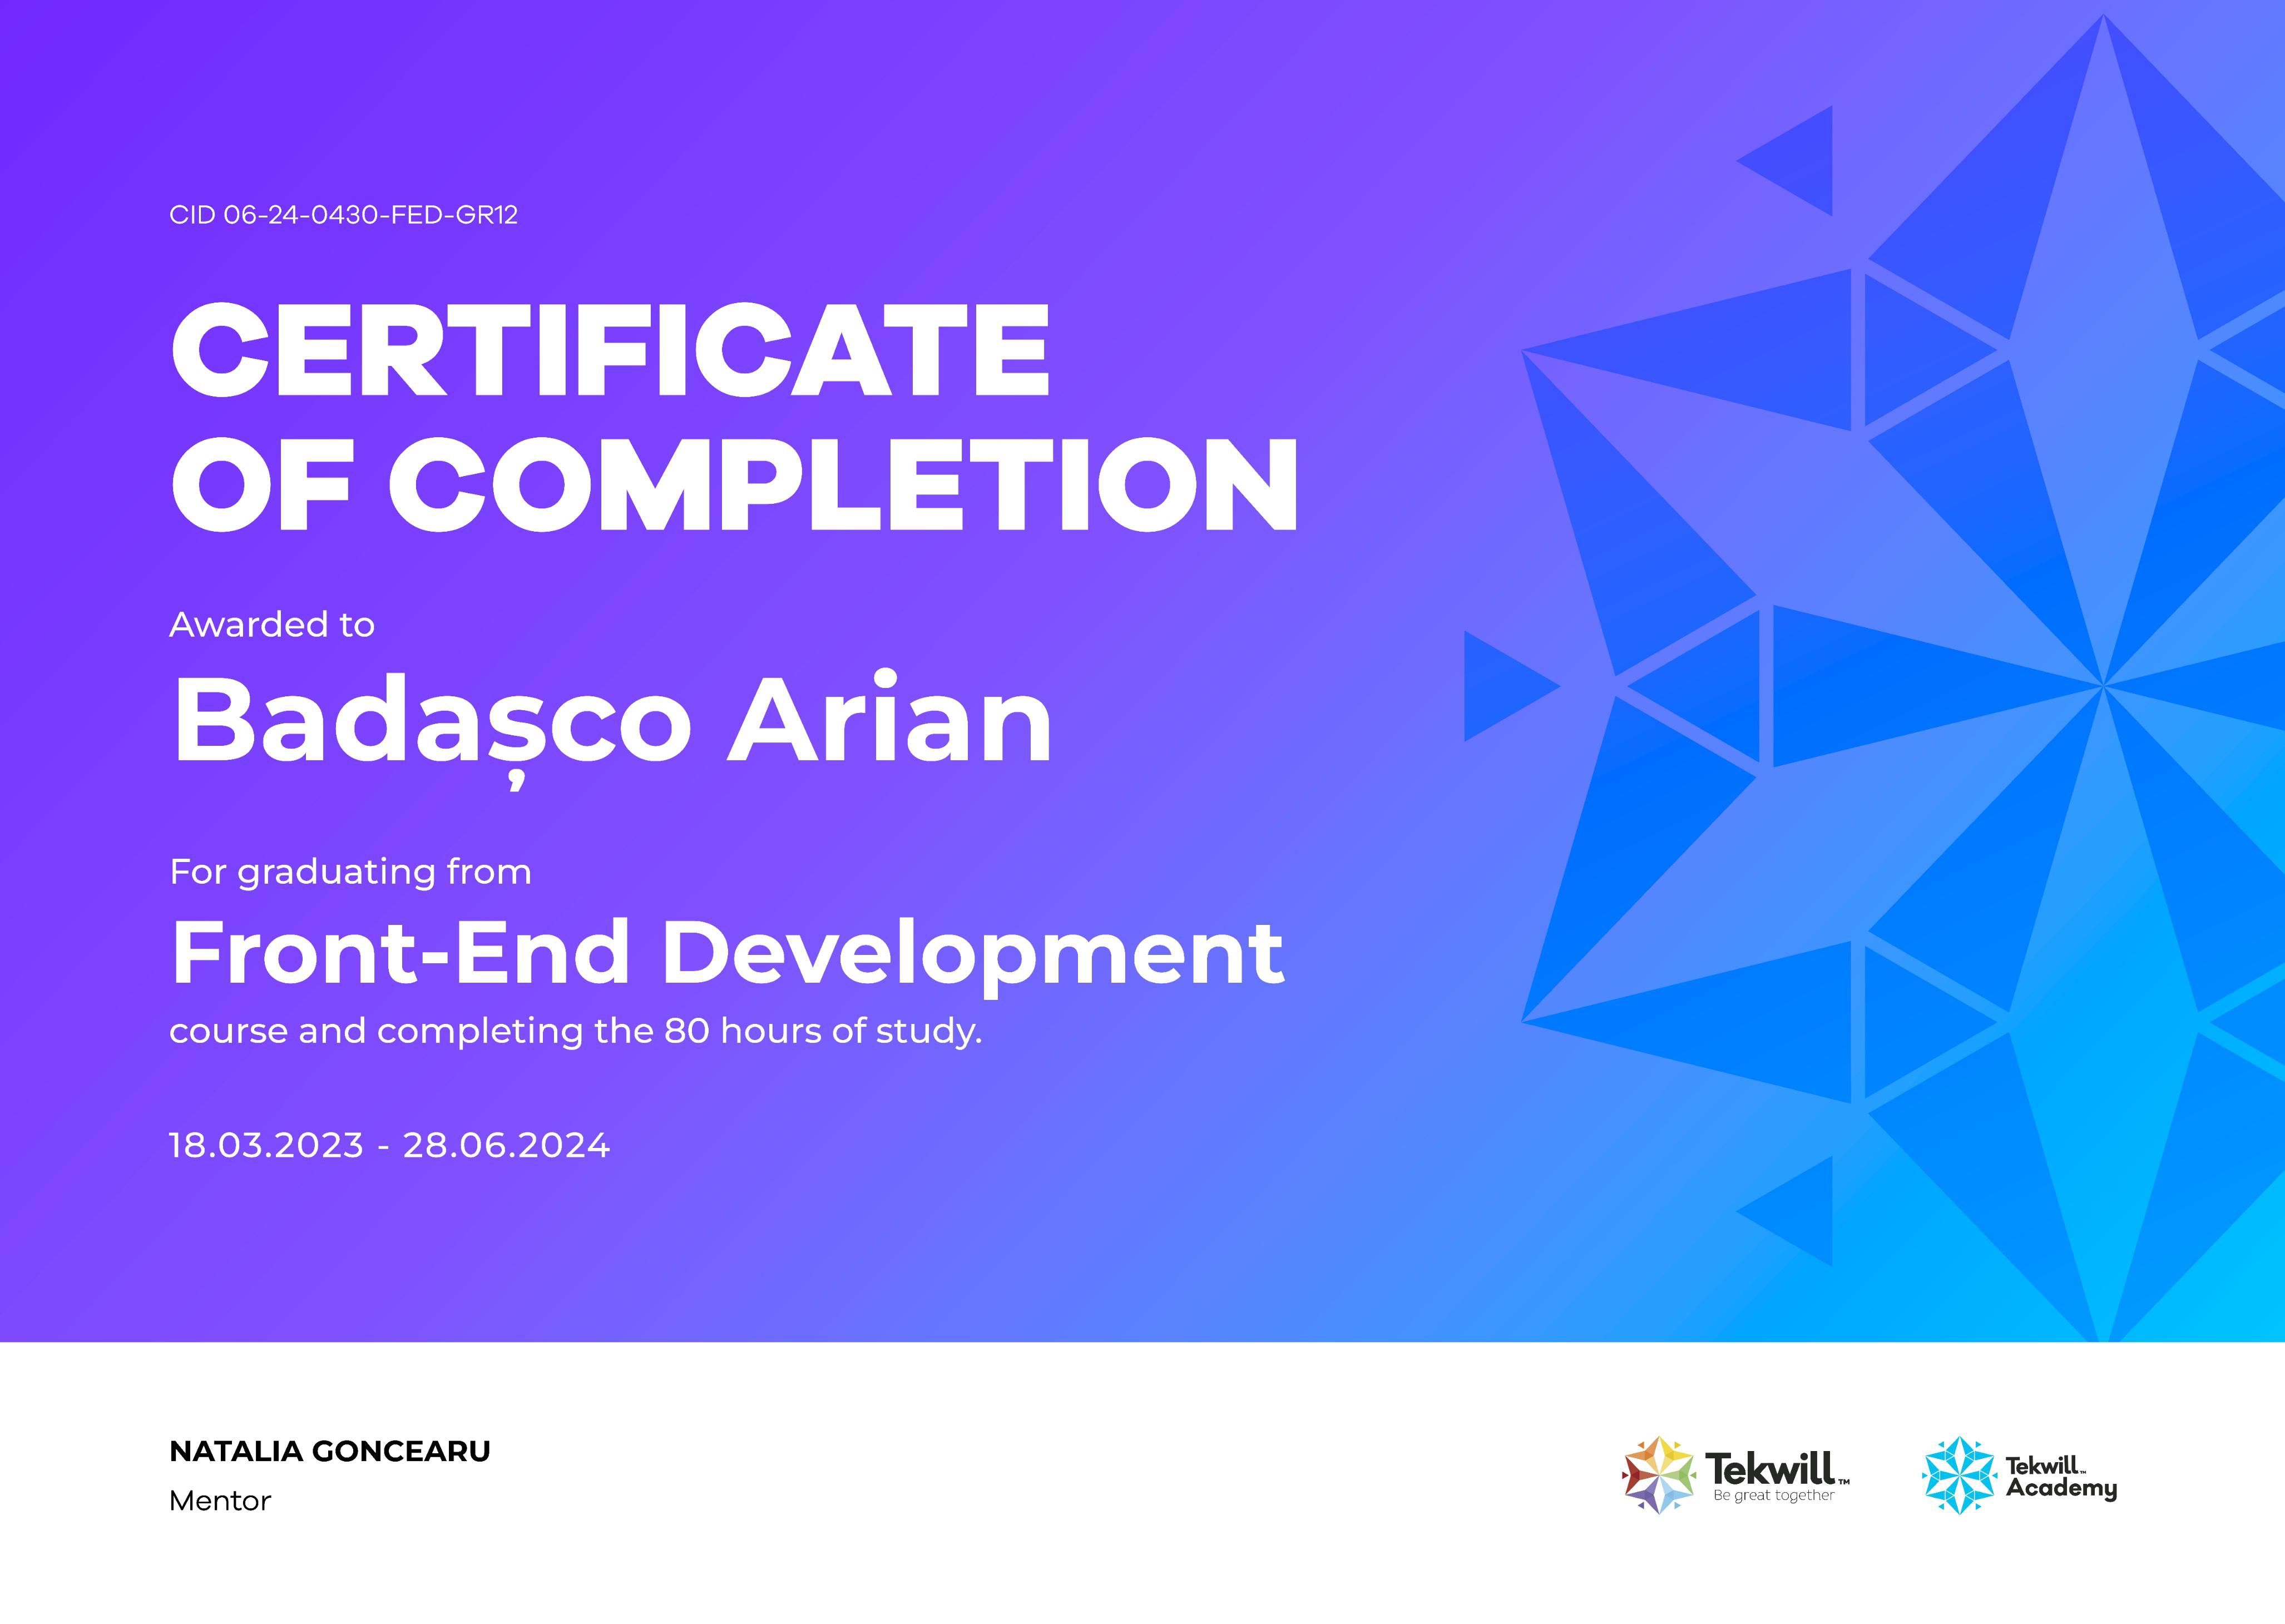 CID 06-24-0430-FED-GR12
CERTIFICATE
OF COMPLETION
Awarded to
Badașco Arian
For graduating from
Front-End Development
course and completing the 80 hours of study.
18.03.2023 - 28.06.2024
NATALIA GONCEARU
Mentor
Tekwill™
Be great together
Tekwill™
Academy